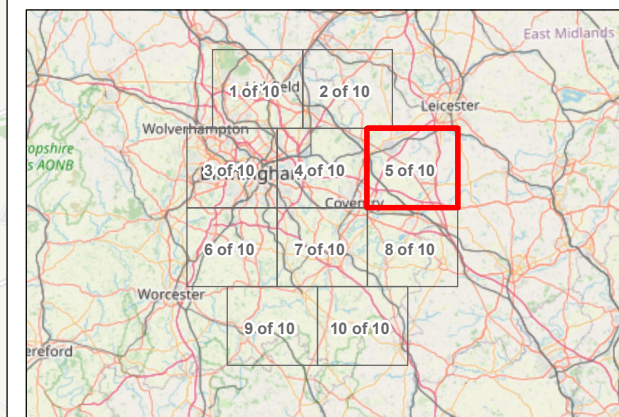 East Midlands
1 of 10
field
2 of 10
Leicester
Wolverhampton
ropshire
s AONB
3 of 10
4 of 10
5 of 10
Coventry
6 of 10
7 of 10
8 of 10
Worcester
9 of 10
10 of 10
ereford